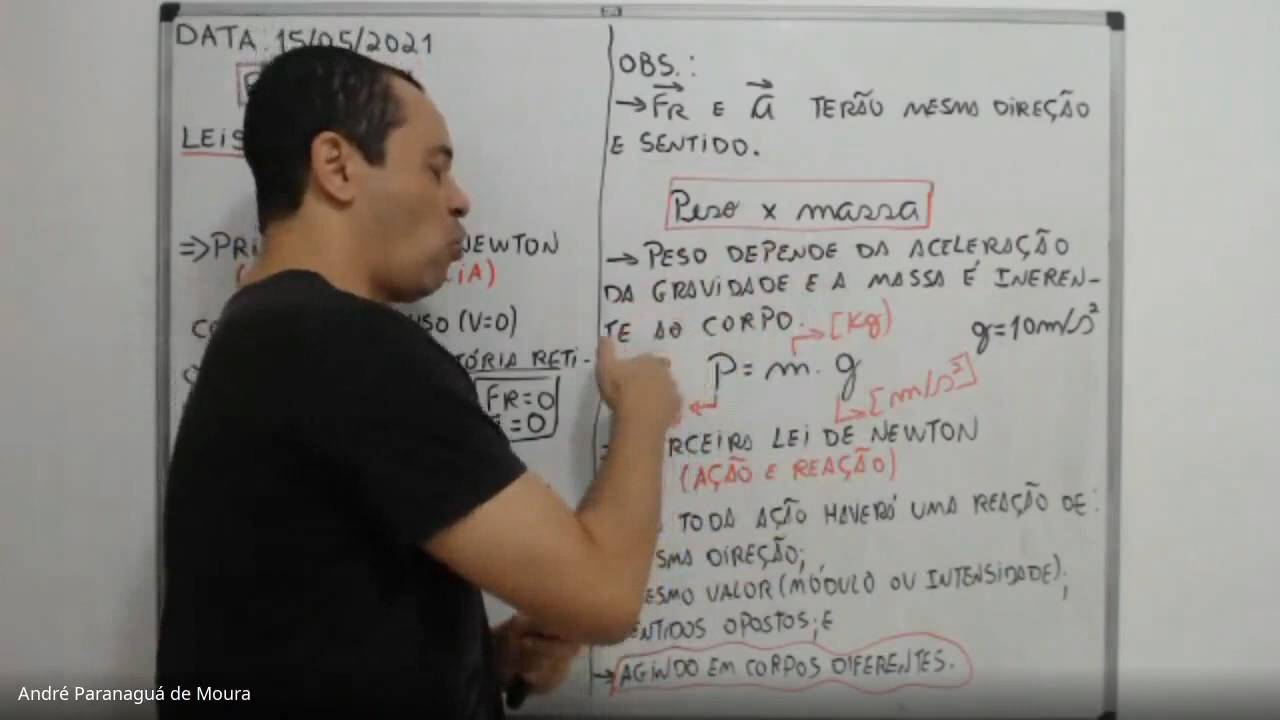 DATA: 15/05/2021
LEIS
⇒ NEWTON
USO (V=0)
TÓRIA RETI-
FR=0
=0
OBS.:
→ FR E a TERÃO MESMA DIREÇÃO
E SENTIDO.
Peso x massa
→ PESO DEPENDE DA ACELERAÇÃO
DA GRAVIDADE E A MASSA É INEREN-
TE AO CORPO.
[Kg)
g=10m/s²
P= m. g
[m/s²]
RCEIRA LEI DE NEWTON
(AÇÃO E REAÇÃO)
TODA AÇÃO HAVERÁ UMA REAÇÃO DE:
SMA DIREÇÃO;
ESMO VALOR (MÓDULO OU INTENSIDADE);
ENTIDOS OPOSTOS; E
→ AGINDO EM CORPOS DIFERENTES.
André Paranaguá de Moura